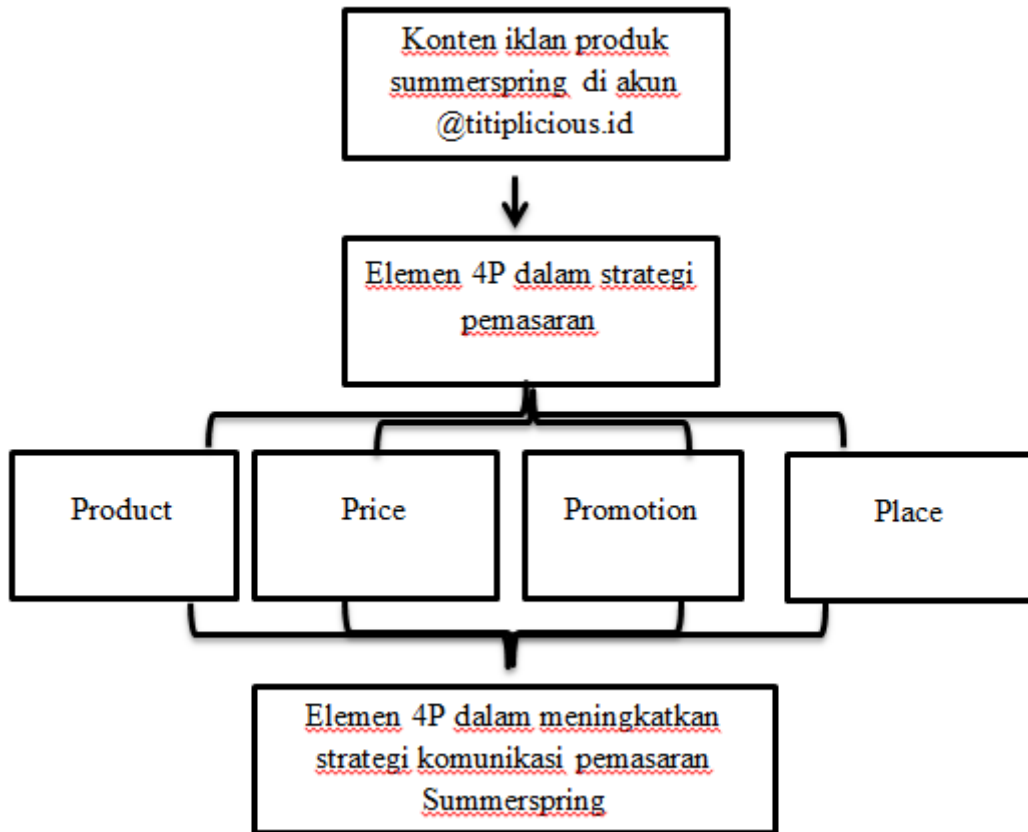 Konten iklan produk
summerspring di akun
@titiplicious.id
Elemen 4P dalam strategi
pemasaran
Product
Price
Promotion
Place
Elemen 4P dalam meningkatkan
strategi komunikasi pemasaran
Summerspring